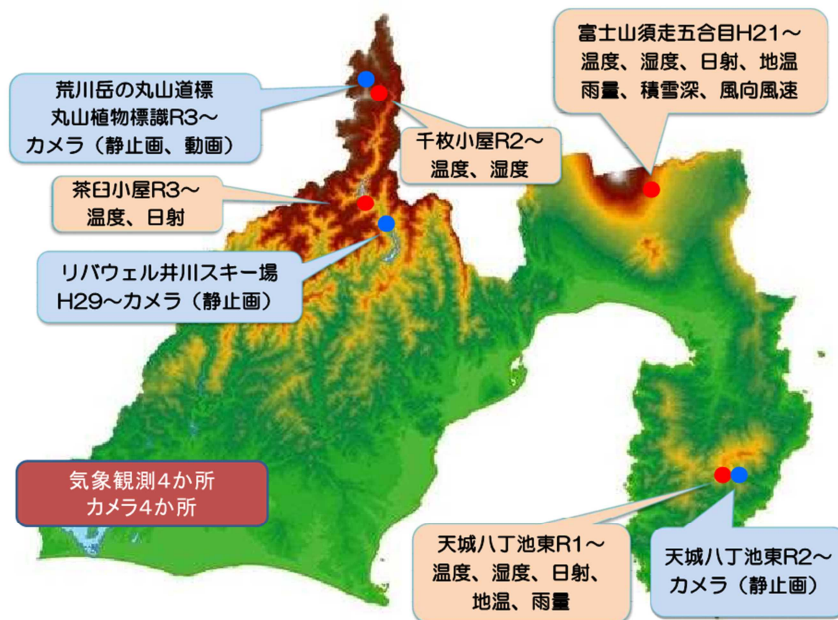 富士山須走五合目H21～
温度、湿度、日射、地温
雨量、積雪深、風向風速
荒川岳の丸山道標
丸山植物標識R3～
カメラ（静止画、動画）
千枚小屋R2～
温度、湿度
茶臼小屋R3～
温度、日射
リバウェル井川スキー場
H29～カメラ（静止画）
気象観測4か所
カメラ4か所
天城八丁池東R1～
温度、湿度、日射、
地温、雨量
天城八丁池東R2～
カメラ（静止画）